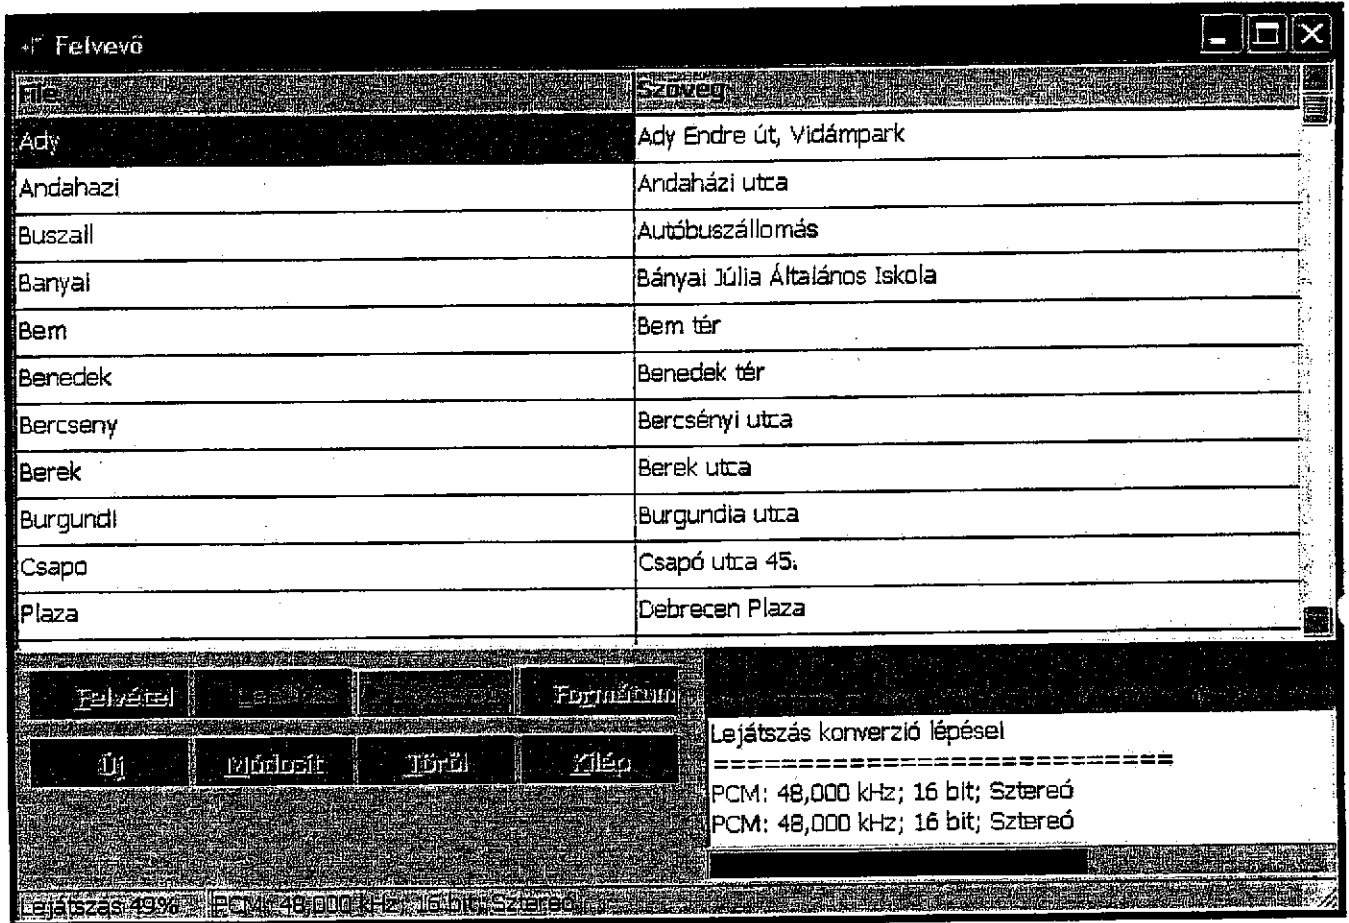 Felvevő
File Szöveg
Ady Ady Endre út, Vidámpark
Andahazi Andaházi utca
Buszall Autóbuszállomás
Banyai Bányai Júlia Általános Iskola
Bem Bem tér
Benedek Benedek tér
Bercseny Bercsényi utca
Berek Berek utca
Burgundi Burgundia utca
Csapo Csapó utca 45.
Plaza Debrecen Plaza
Felvétel Formátum
Új Módosít Töröl Kilép
Lejátszás konverzió lépései
===========================
PCM: 48,000 kHz; 16 bit; Sztereó
PCM: 48,000 kHz; 16 bit; Sztereó
Lejátszás 49% PCM: 48,000 kHz; 16 bit; Sztereó